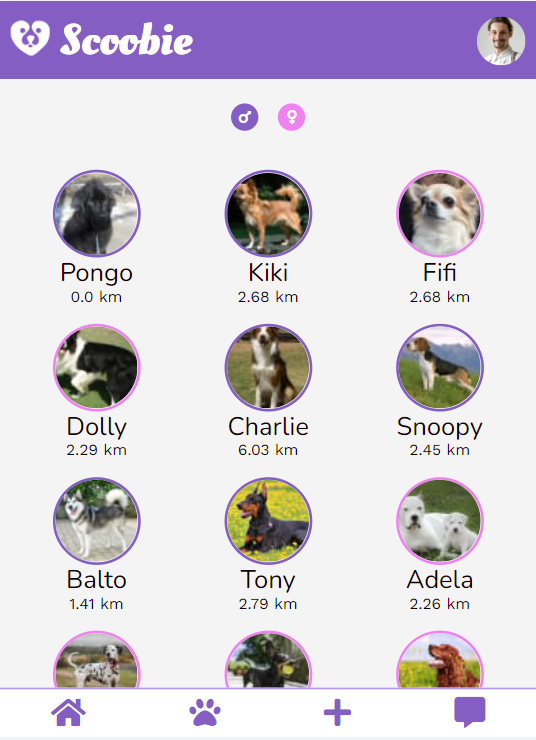 Scoobie
Pongo Kiki Fifi
0.0 km 2.68 km 2.68 km
Dolly Charlie Snoopy
2.29 km 6.03 km 2.45 km
Balto Tony Adela
1.41 km 2.79 km 2.26 km